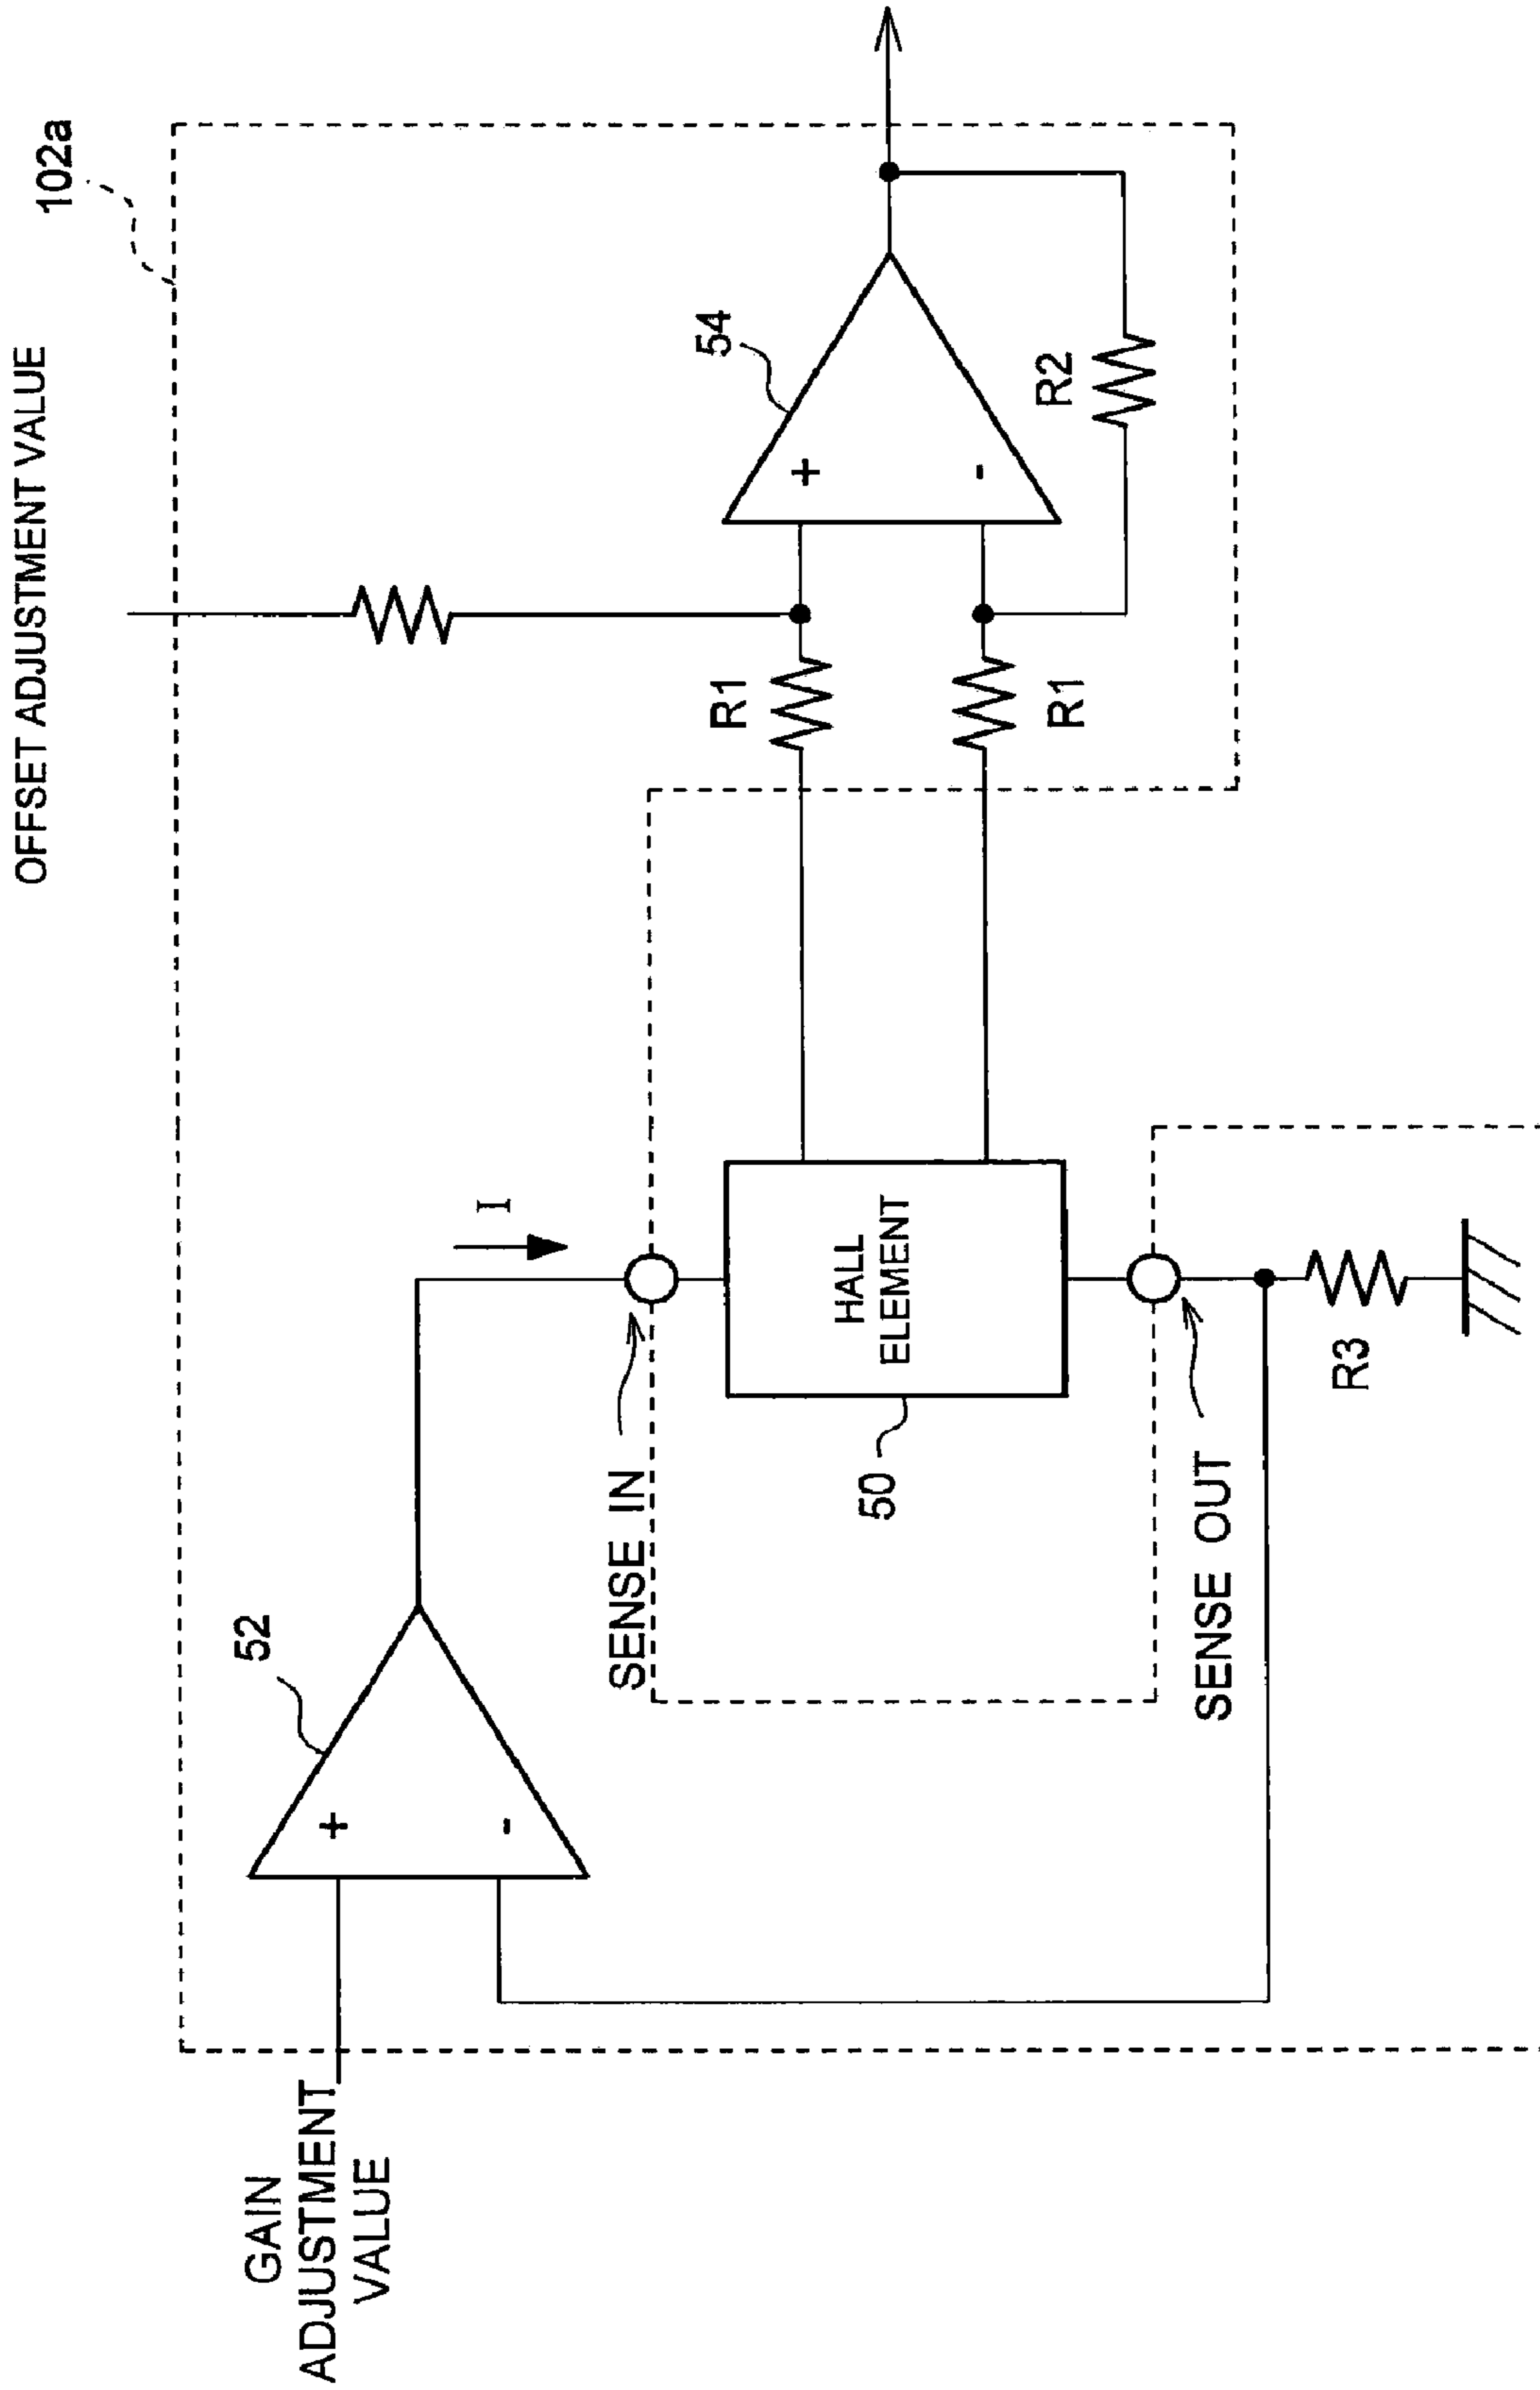 OFFSET ADJUSTMENT VALUE
102a
GAIN
ADJUSTMENT
VALUE
52
+
-
I
SENSE IN
HALL
ELEMENT
50
SENSE OUT
R3
R1
R1
54
+
-
R2